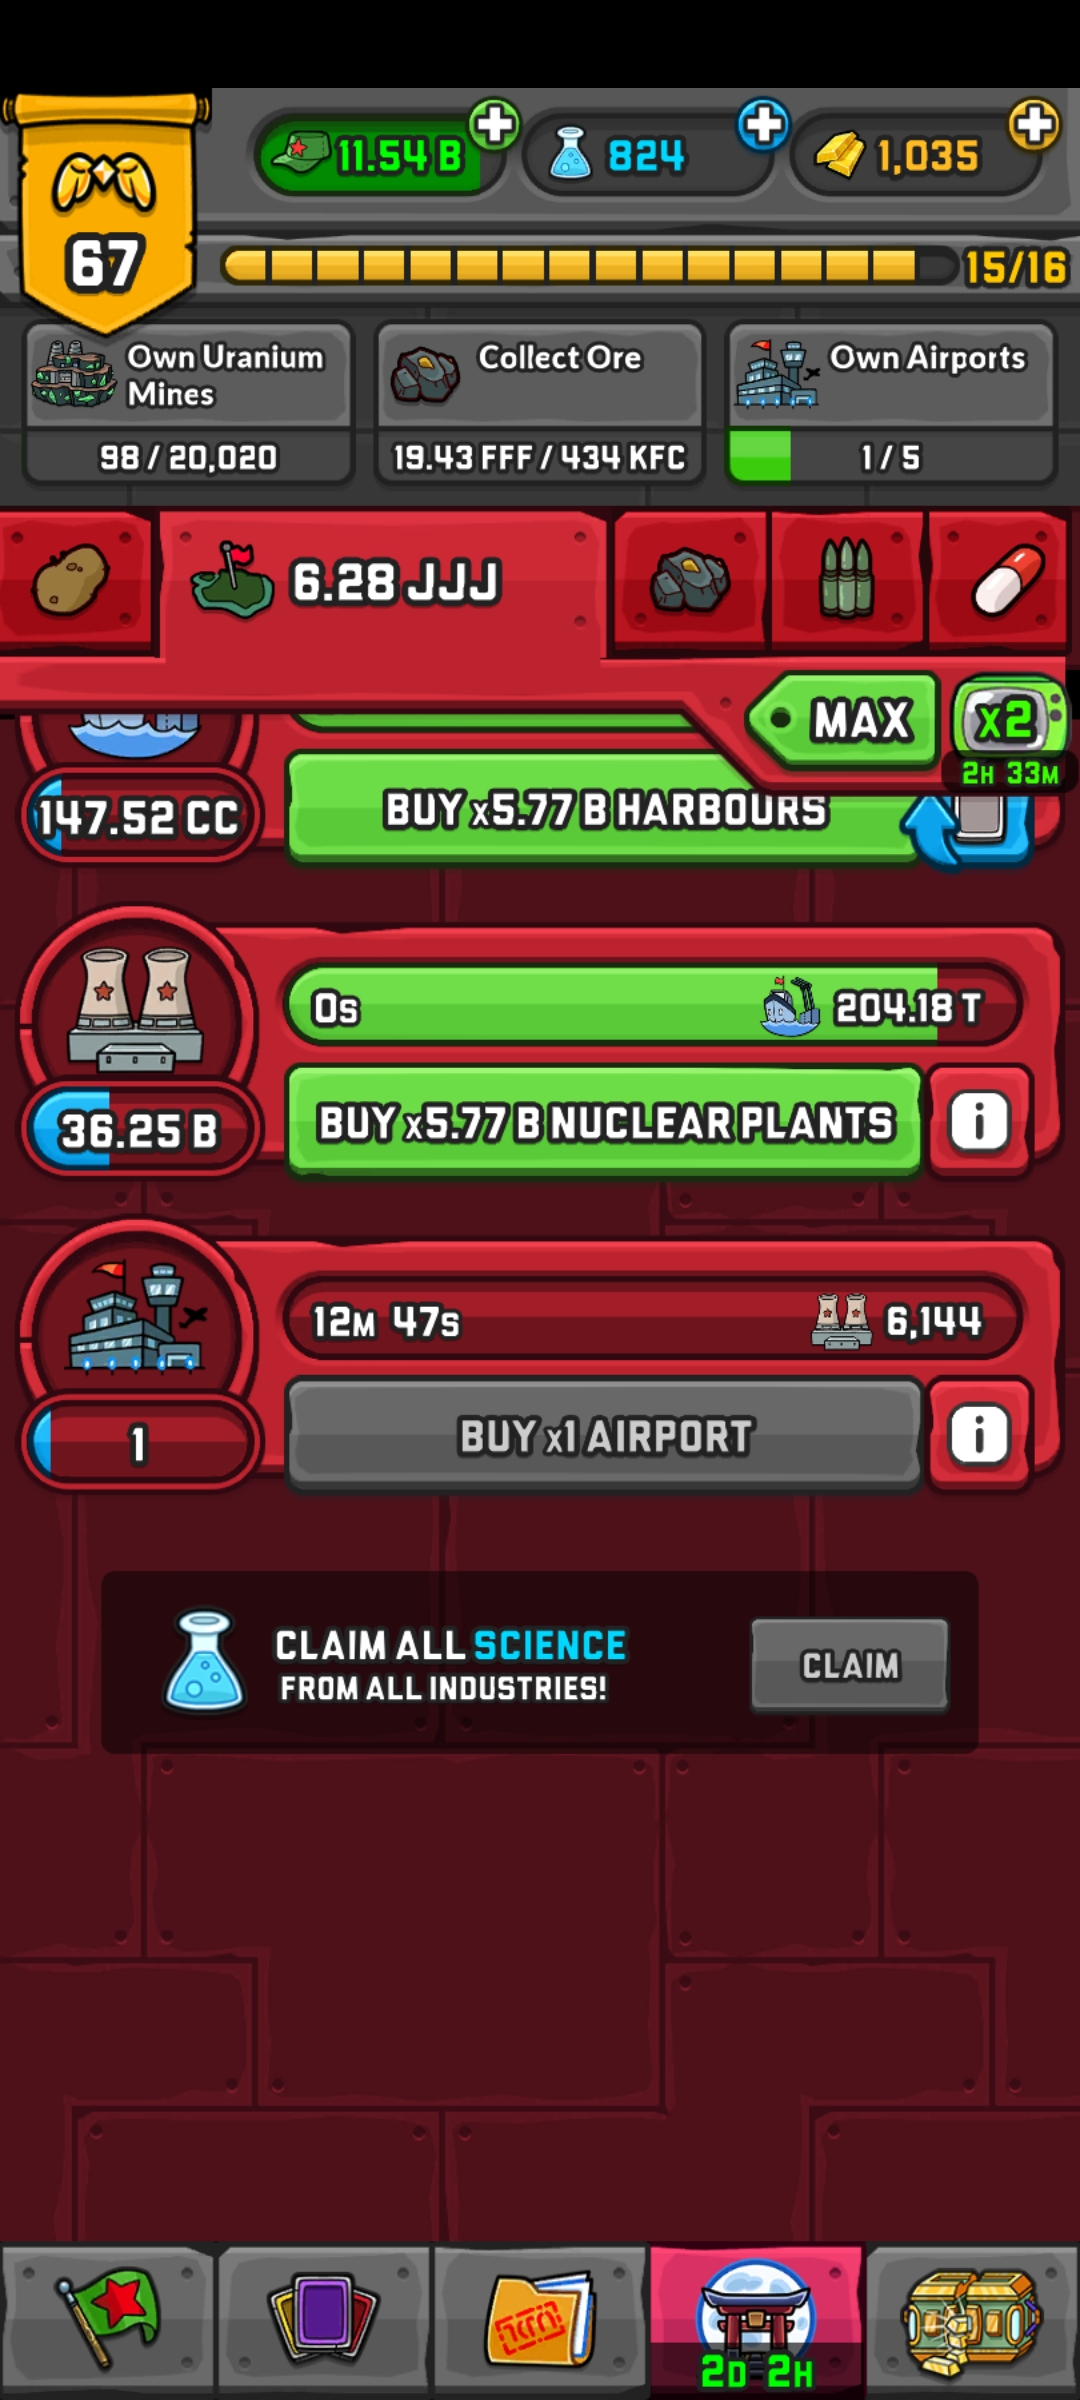 11.54 B
824
1,035
67
15/16
Own Uranium
Mines
98 / 20,020
Collect Ore
19.43 FFF / 434 KFC
Own Airports
1 / 5
6.28 JJJ
MAX
x2
2H 33M
147.52 CC
BUY x5.77 B HARBOURS
0s
204.18 T
36.25 B
BUY x5.77 B NUCLEAR PLANTS
i
12M 47s
6,144
1
BUY x1 AIRPORT
i
CLAIM ALL SCIENCE
FROM ALL INDUSTRIES!
CLAIM
2D 2H